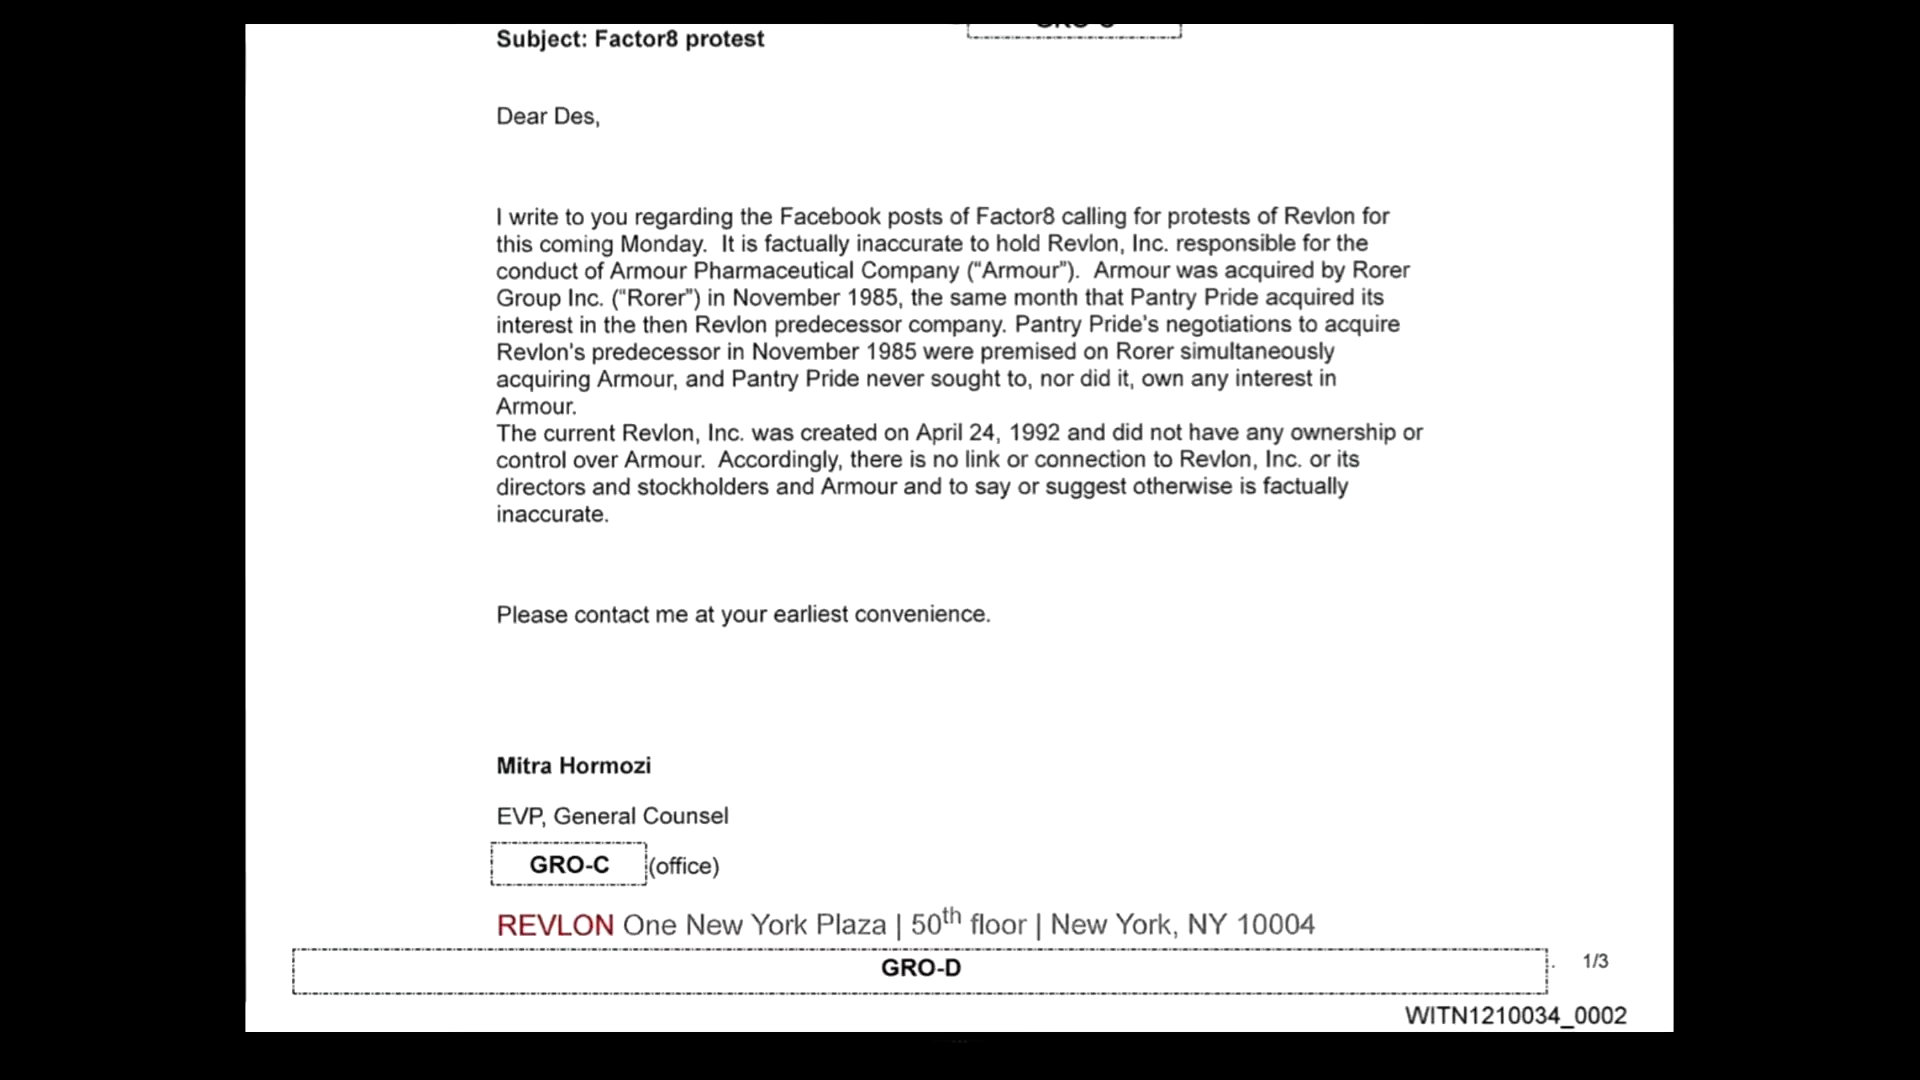 Subject: Factor8 protest
Dear Des,
I write to you regarding the Facebook posts of Factor8 calling for protests of Revlon for
this coming Monday.  It is factually inaccurate to hold Revlon, Inc. responsible for the
conduct of Armour Pharmaceutical Company (“Armour”).  Armour was acquired by Rorer
Group Inc. (“Rorer”) in November 1985, the same month that Pantry Pride acquired its
interest in the then Revlon predecessor company. Pantry Pride's negotiations to acquire
Revlon's predecessor in November 1985 were premised on Rorer simultaneously
acquiring Armour, and Pantry Pride never sought to, nor did it, own any interest in
Armour.
The current Revlon, Inc. was created on April 24, 1992 and did not have any ownership or
control over Armour.  Accordingly, there is no link or connection to Revlon, Inc. or its
directors and stockholders and Armour and to say or suggest otherwise is factually
inaccurate.
Please contact me at your earliest convenience.
Mitra Hormozi
EVP, General Counsel
GRO-C (office)
REVLON One New York Plaza | 50th floor | New York, NY 10004
GRO-D
1/3
WITN1210034_0002